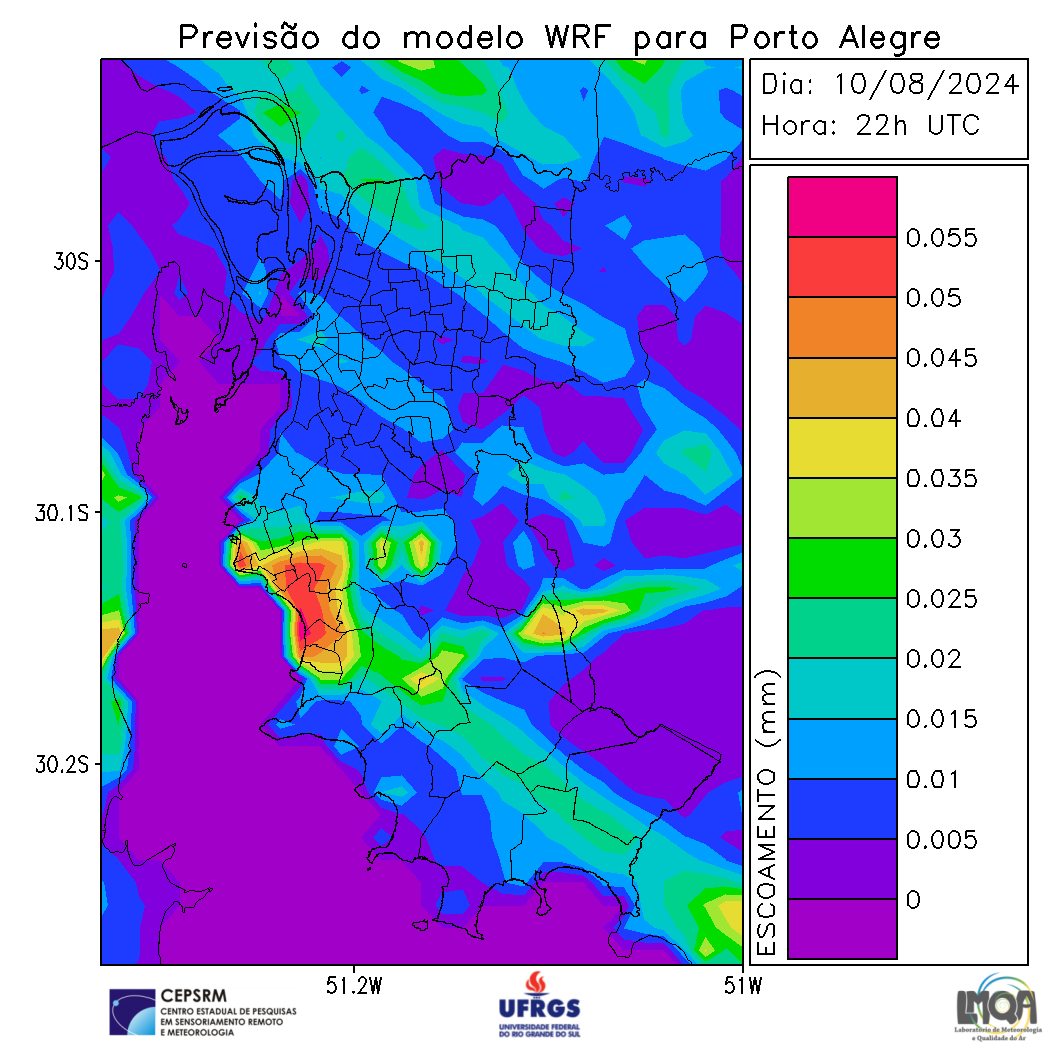 Previsão do modelo WRF para Porto Alegre
Dia: 10/08/2024
Hora: 22h UTC
30S
30.1S
30.2S
51.2W
51W
ESCOAMENTO (mm)
0.055
0.05
0.045
0.04
0.035
0.03
0.025
0.02
0.015
0.01
0.005
0
CEPSRM
CENTRO ESTADUAL DE PESQUISAS
EM SENSORIAMENTO REMOTO
E METEOROLOGIA
UFRGS
UNIVERSIDADE FEDERAL
DO RIO GRANDE DO SUL
LMQA
Laboratório de Meteorologia
e Qualidade do Ar